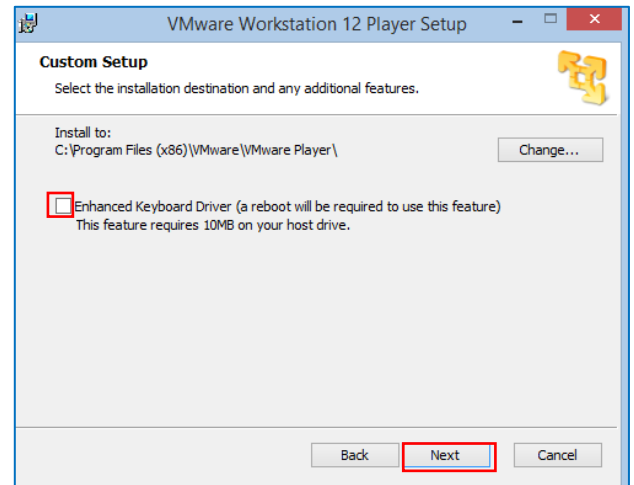 VMware Workstation 12 Player Setup
Custom Setup
Select the installation destination and any additional features.
Install to:
C:\Program Files (x86)\VMware\VMware Player\
Change...
Enhanced Keyboard Driver (a reboot will be required to use this feature)
This feature requires 10MB on your host drive.
Back Next Cancel